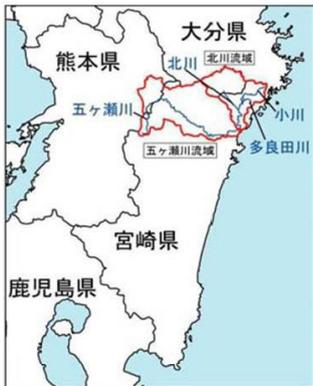 大分県
北川流域
北川
熊本県
五ヶ瀬川
小川
多良田川
五ヶ瀬川流域
宮崎県
鹿児島県